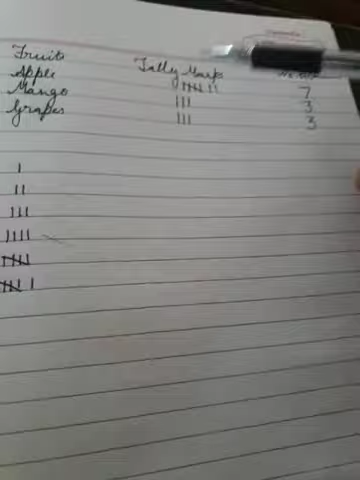 Fruits Tally Marks
Apple 𝍸 || 7
Mango ||| 3
Grapes ||| 3
|
||
|||
||||
𝍸
𝍸 |